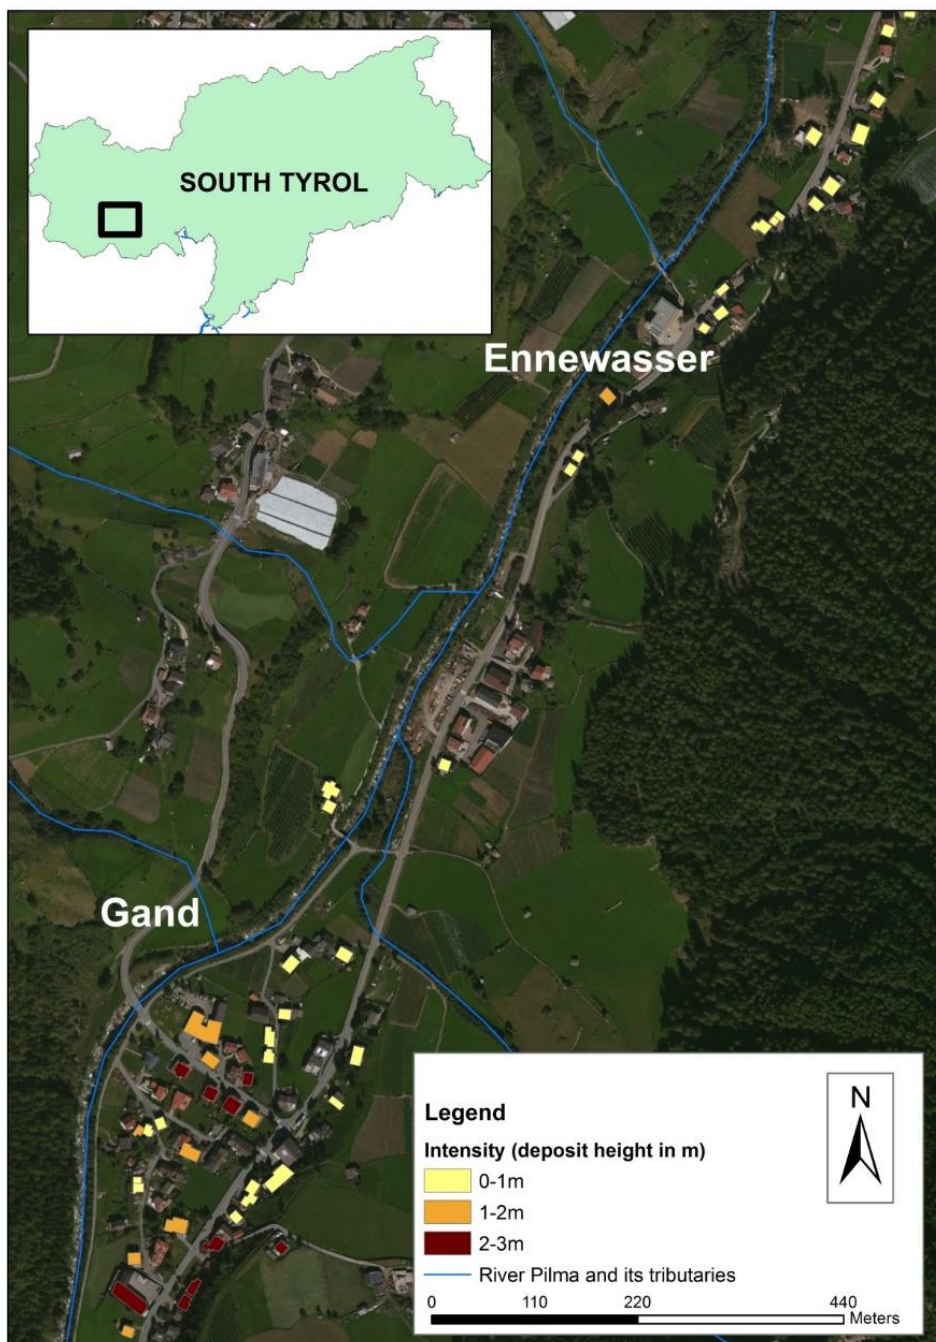 SOUTH TYROL
Ennewasser
Gand
Legend
Intensity (deposit height in m)
0-1m
1-2m
2-3m
River Pilma and its tributaries
N
0 110 220 440
Meters